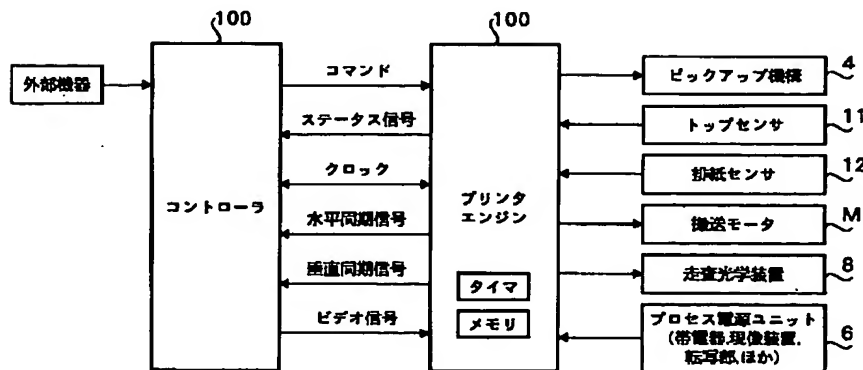 100
100
外部機器
コントローラ
コマンド
ステータス信号
クロック
水平同期信号
垂直同期信号
ビデオ信号
プリンタ
エンジン
タイマ
メモリ
ピックアップ機構
4
トップセンサ
11
排紙センサ
12
搬送モータ
M
走査光学装置
8
プロセス電源ユニット
(帯電器,現像装置,
転写部,ほか)
6